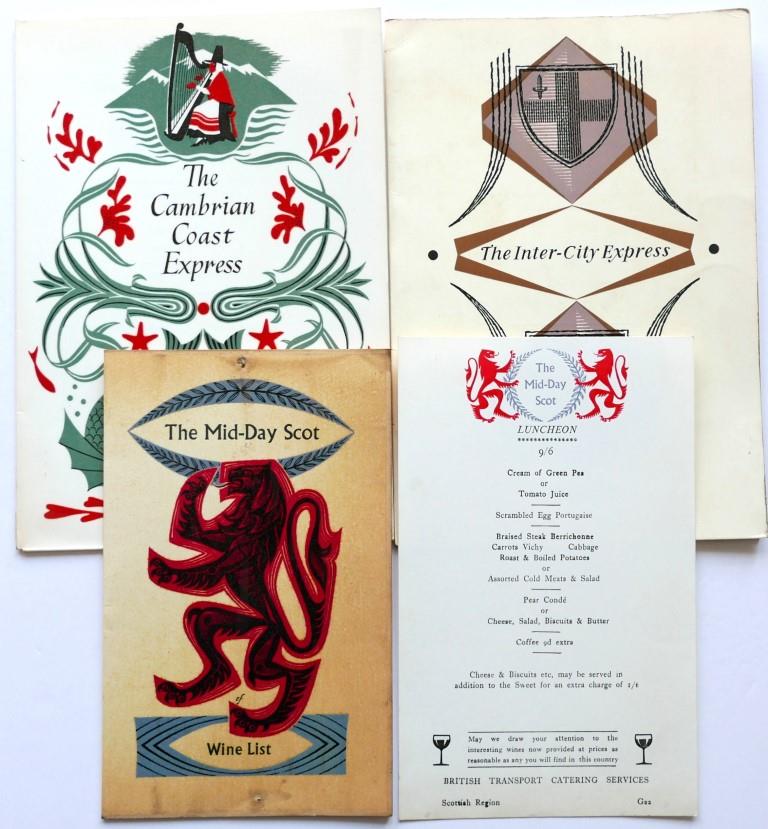 The
Cambrian
Coast
Express
The Inter-City Express
The Mid-Day Scot
ef
Wine List
The
Mid-Day
Scot
LUNCHEON
9/6
Cream of Green Pea
or
Tomato Juice
Scrambled Egg Portugaise
Braised Steak Berrichonne
Carrots Vichy Cabbage
Roast & Boiled Potatoes
or
Assorted Cold Meats & Salad
Pear Condé
or
Cheese, Salad, Biscuits & Butter
Coffee 9d extra
Cheese & Biscuits etc, may be served in
addition to the Sweet for an extra charge of
May we draw your attention to the
interesting wines now provided at prices as
reasonable as any you will find in this country
BRITISH TRANSPORT CATERING SERVICES
Scottish Region G22